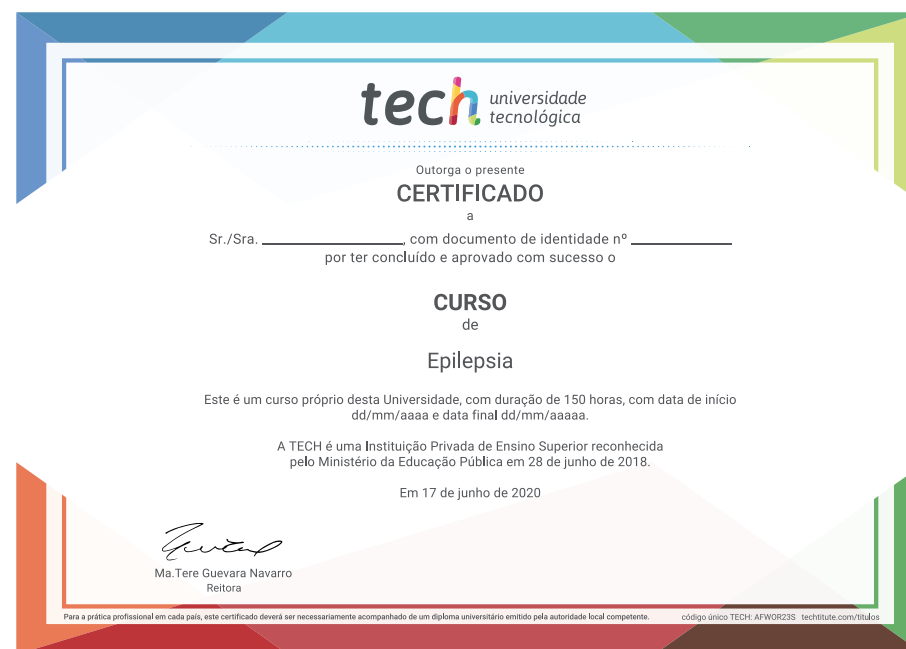 tech universidade
tecnológica
Outorga o presente
CERTIFICADO
a
Sr./Sra. ____________, com documento de identidade nº ____________
por ter concluído e aprovado com sucesso o
CURSO
de
Epilepsia
Este é um curso próprio desta Universidade, com duração de 150 horas, com data de início
dd/mm/aaaa e data final dd/mm/aaaaa.
A TECH é uma Instituição Privada de Ensino Superior reconhecida
pelo Ministério da Educação Pública em 28 de junho de 2018.
Em 17 de junho de 2020
Ma.Tere Guevara Navarro
Reitora
Para a prática profissional em cada país, este certificado deverá ser necessariamente acompanhado de um diploma universitário emitido pela autoridade local competente. código único TECH: AFWOR23S techtitute.com/titulos